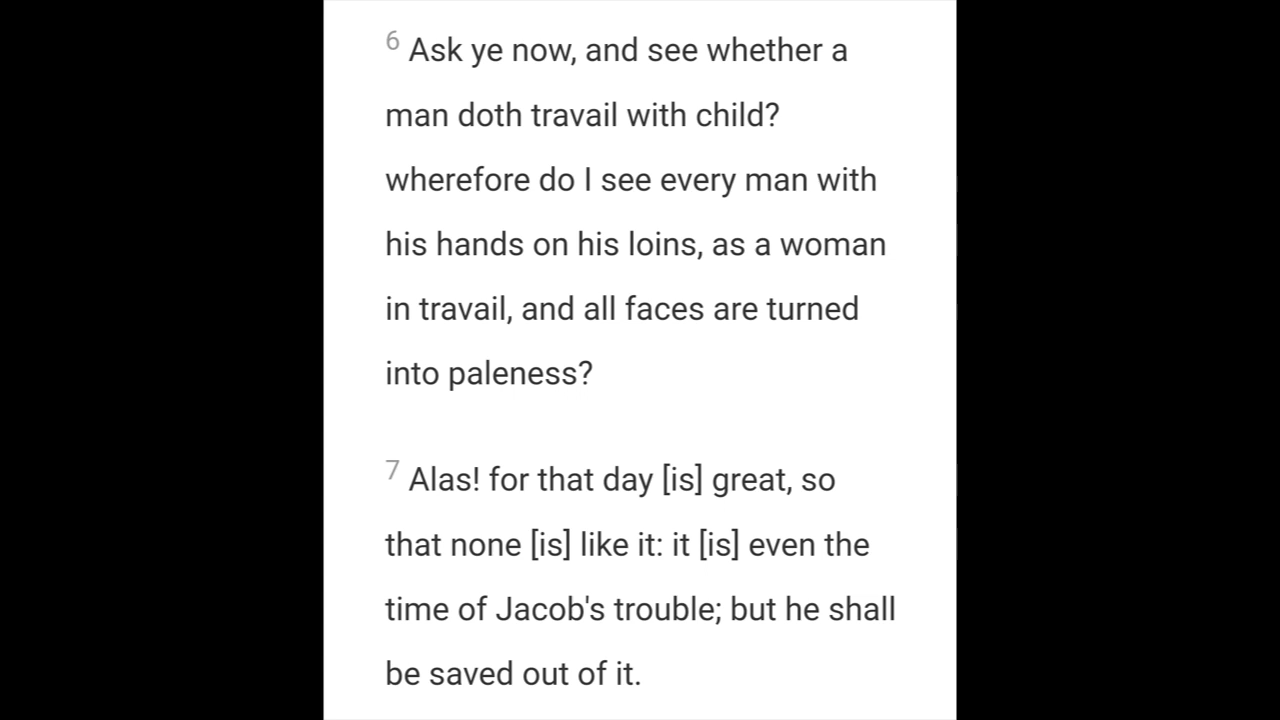 6 Ask ye now, and see whether a
man doth travail with child?
wherefore do I see every man with
his hands on his loins, as a woman
in travail, and all faces are turned
into paleness?
7 Alas! for that day [is] great, so
that none [is] like it: it [is] even the
time of Jacob's trouble; but he shall
be saved out of it.